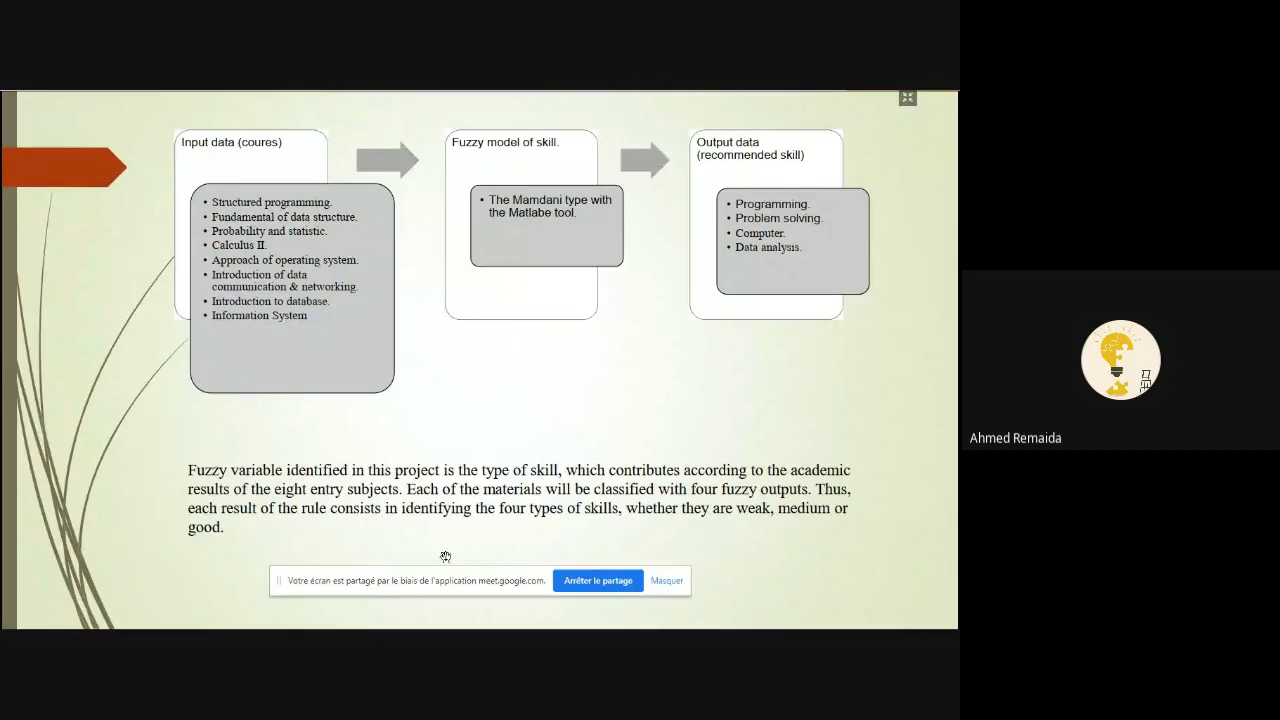 Input data (coures)
• Structured programming.
• Fundamental of data structure.
• Probability and statistic.
• Calculus II.
• Approach of operating system.
• Introduction of data
communication & networking.
• Introduction to database.
• Information System
Fuzzy model of skill.
• The Mamdani type with
the Matlabe tool.
Output data
(recommended skill)
• Programming.
• Problem solving.
• Computer.
• Data analysis.
Fuzzy variable identified in this project is the type of skill, which contributes according to the academic
results of the eight entry subjects. Each of the materials will be classified with four fuzzy outputs. Thus,
each result of the rule consists in identifying the four types of skills, whether they are weak, medium or
good.
Votre écran est partagé par le biais de l'application meet.google.com.
Arrêter le partage
Masquer
Ahmed Remaida